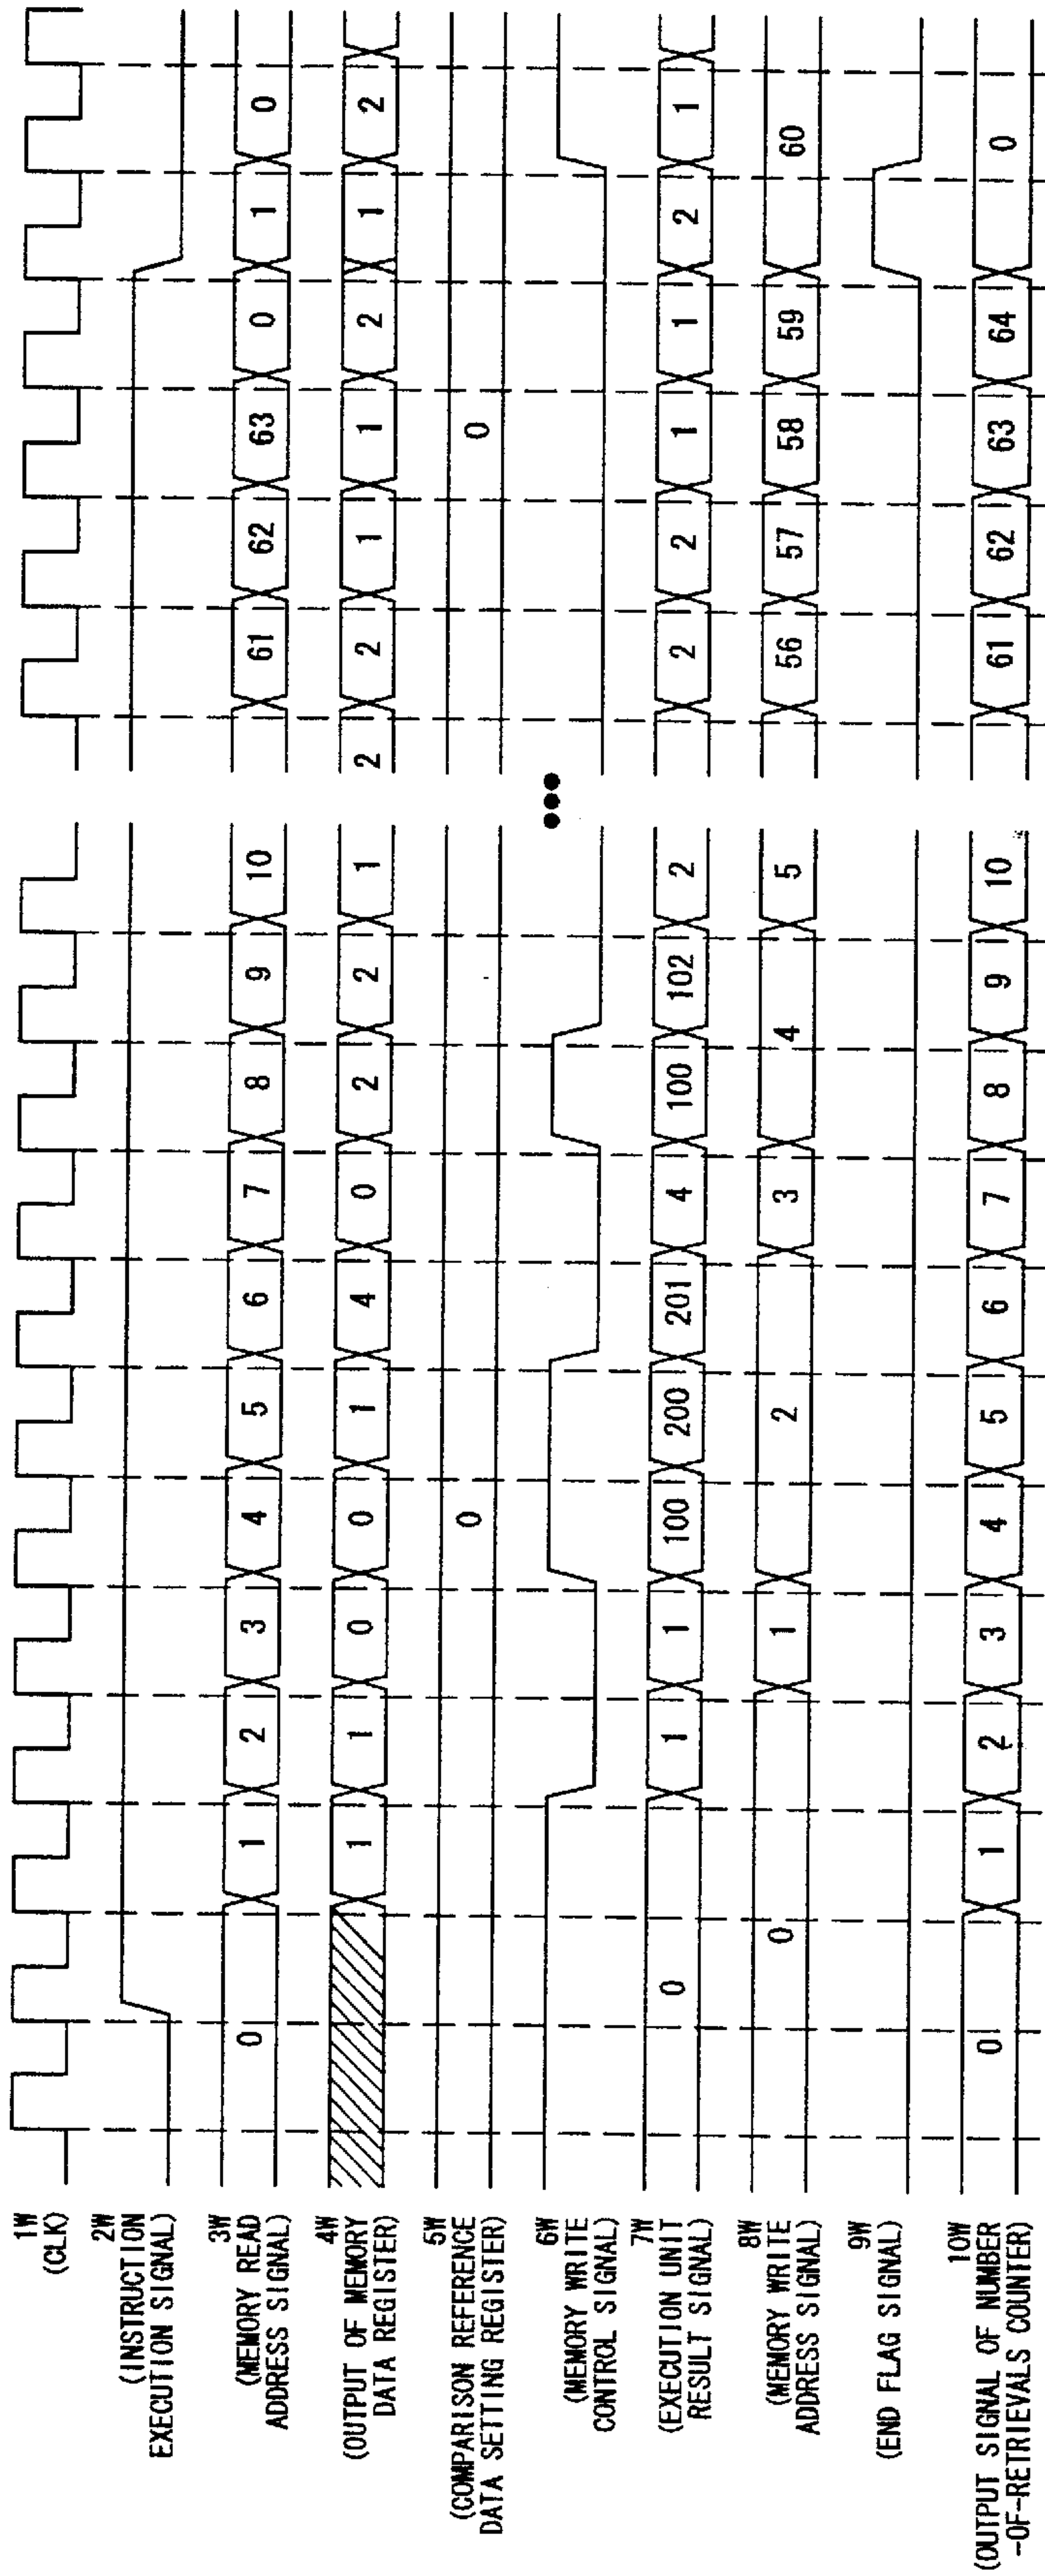 1W
(CLK)
2W
(INSTRUCTION
EXECUTION SIGNAL)
3W
(MEMORY READ
ADDRESS SIGNAL)
0 1 2 3 4 5 6 7 8 9 10 61 62 63 0 1 0
4W
(OUTPUT OF MEMORY
DATA REGISTER)
1 1 0 0 1 4 0 2 2 1 2 2 1 1 2 1 2
5W
(COMPARISON REFERENCE
DATA SETTING REGISTER)
0 0
6W
(MEMORY WRITE
CONTROL SIGNAL)
7W
(EXECUTION UNIT
RESULT SIGNAL)
0 1 1 100 200 201 4 100 102 2 2 2 1 1 2 1
8W
(MEMORY WRITE
ADDRESS SIGNAL)
0 1 2 3 4 5 56 57 58 59 60
9W
(END FLAG SIGNAL)
10W
(OUTPUT SIGNAL OF NUMBER
-OF-RETRIEVALS COUNTER)
0 1 2 3 4 5 6 7 8 9 10 61 62 63 64 0